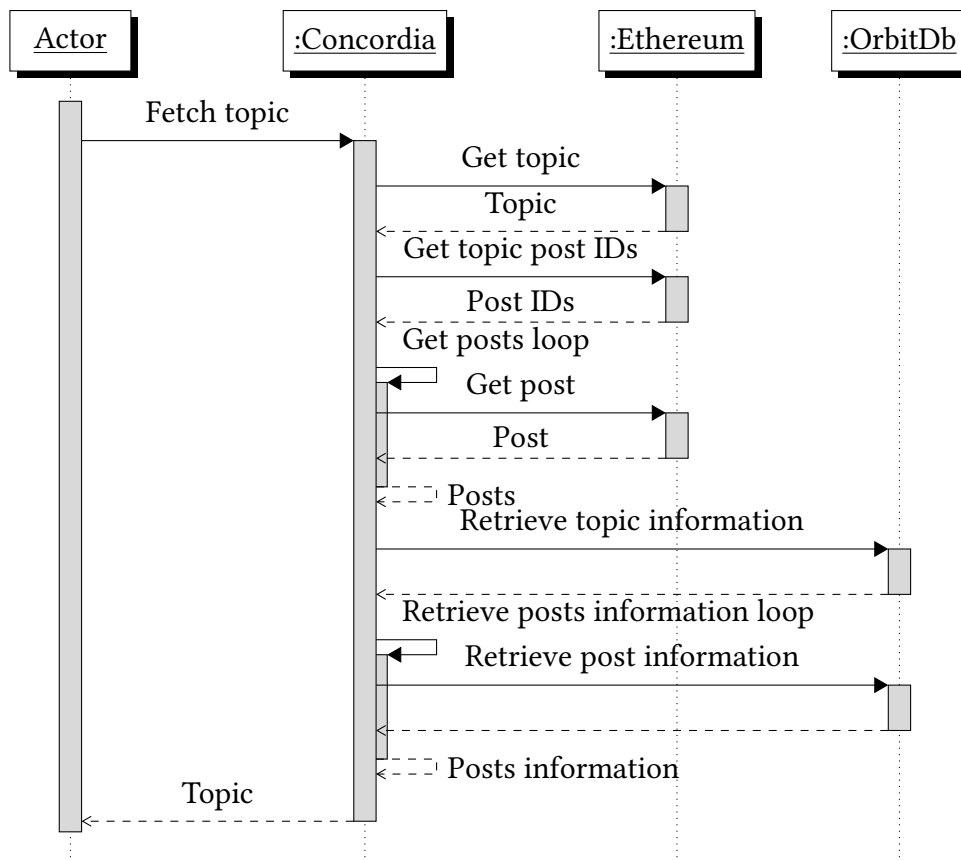 Actor
:Concordia
:Ethereum
:OrbitDb
Fetch topic
Get topic
Topic
Get topic post IDs
Post IDs
Get posts loop
Get post
Post
Posts
Retrieve topic information
Retrieve posts information loop
Retrieve post information
Posts information
Topic